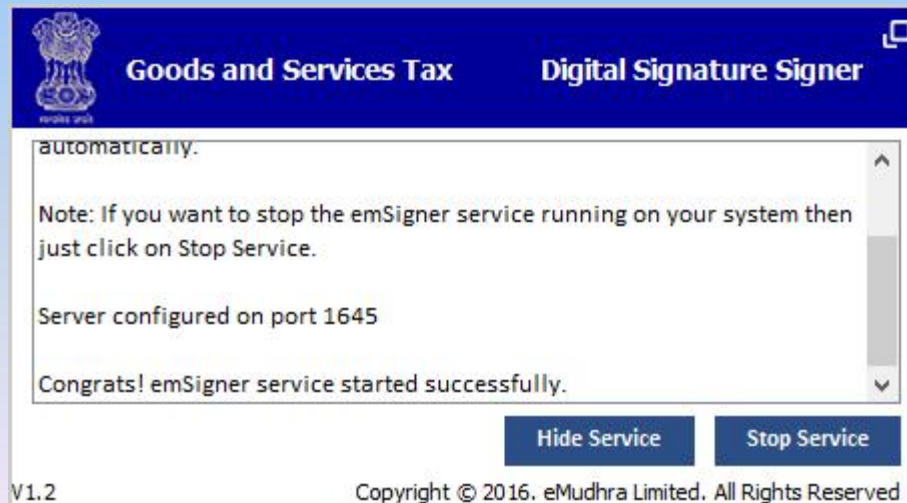 Goods and Services Tax
Digital Signature Signer
automatically.
Note: If you want to stop the emSigner service running on your system then
just click on Stop Service.
Server configured on port 1645
Congrats! emSigner service started successfully.
Hide Service
Stop Service
V1.2
Copyright © 2016. eMudhra Limited. All Rights Reserved